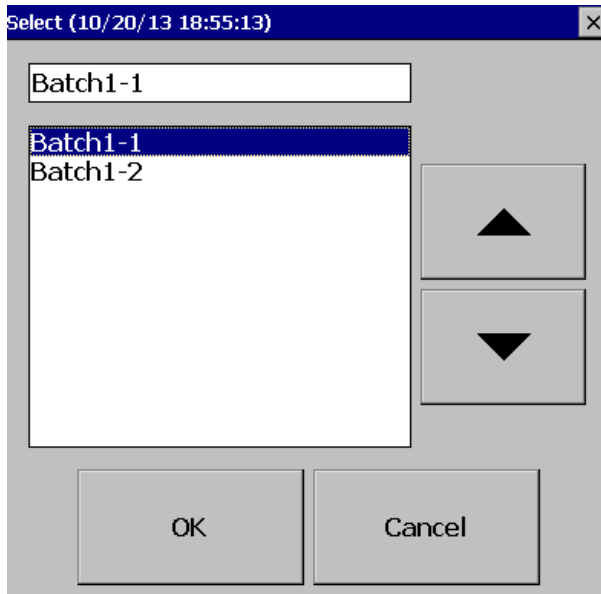 Select (10/20/13 18:55:13)
Batch1-1
Batch1-1
Batch1-2
OK
Cancel